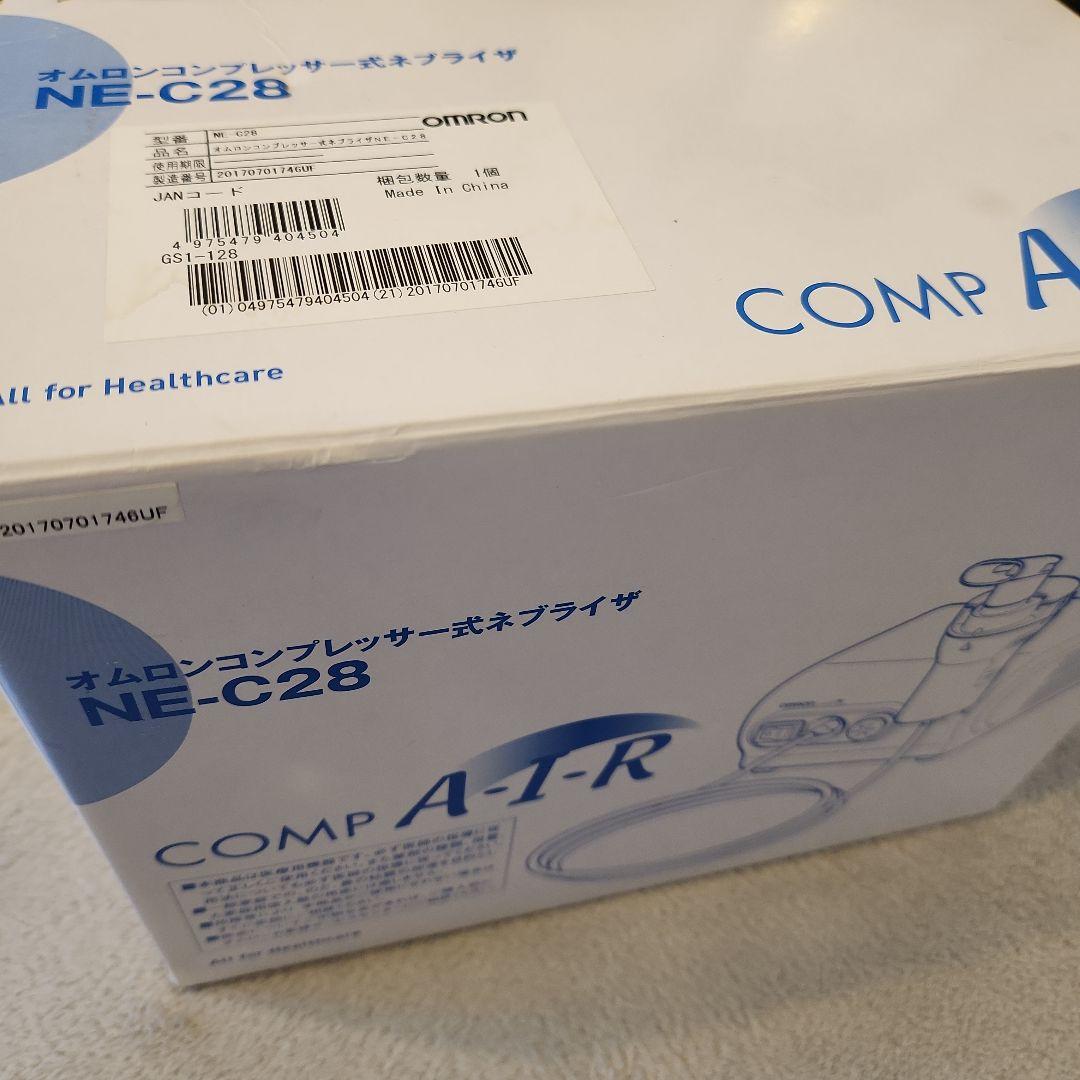 オムロンコンプレッサー式ネブライザ
NE-C28
OMRON
型番 NE-C28
品名 オムロンコンプレッサー式ネブライザNE-C28
使用期限
製造番号 20170701746UF
梱包数量 1個
JANコード
Made In China
4 975479 404504
GS1-128
(01)04975479404504(21)20170701746UF
COMP A
All for Healthcare
20170701746UF
オムロンコンプレッサー式ネブライザ
NE-C28
COMP A-I-R
OMRON
All for Healthcare